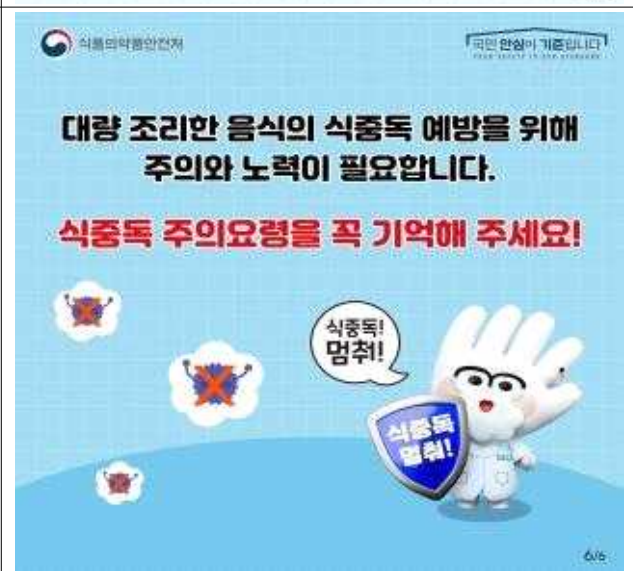 식품의약품안전처
국민 안심이 기준입니다
대량 조리한 음식의 식중독 예방을 위해
주의와 노력이 필요합니다.
식중독 주의요령을 꼭 기억해 주세요!
식중독!
멈춰!
식중독
멈춰!
6/6